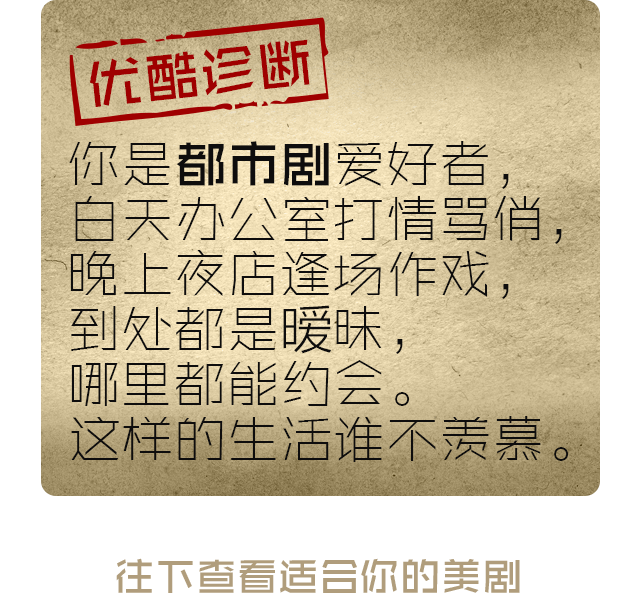 优酷诊断
你是都市剧爱好者，
白天办公室打情骂俏，
晚上夜店逢场作戏，
到处都是暧昧，
哪里都能约会。
这样的生活谁不羡慕。
往下查看适合你的美剧